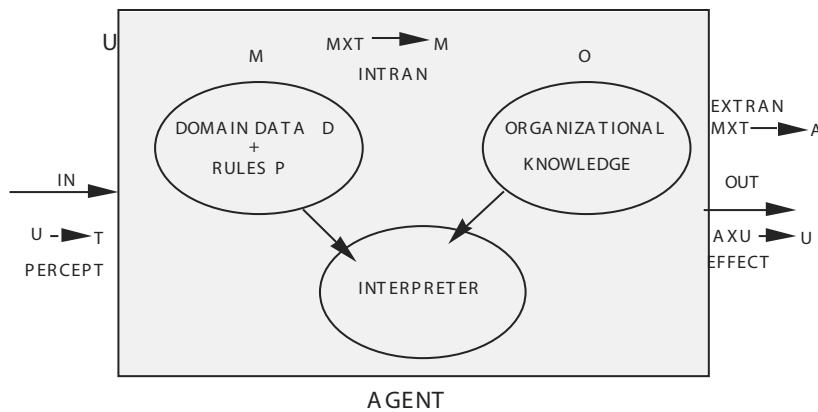 U
M
MXT M
INTRAN
O
DOMAIN DATA D
+
RULES P
ORGANIZATIONAL
KNOWLEDGE
EXTRAN
MXT A
IN
OUT
U T
PERCEPT
AXU U
EFFECT
INTERPRETER
AGENT